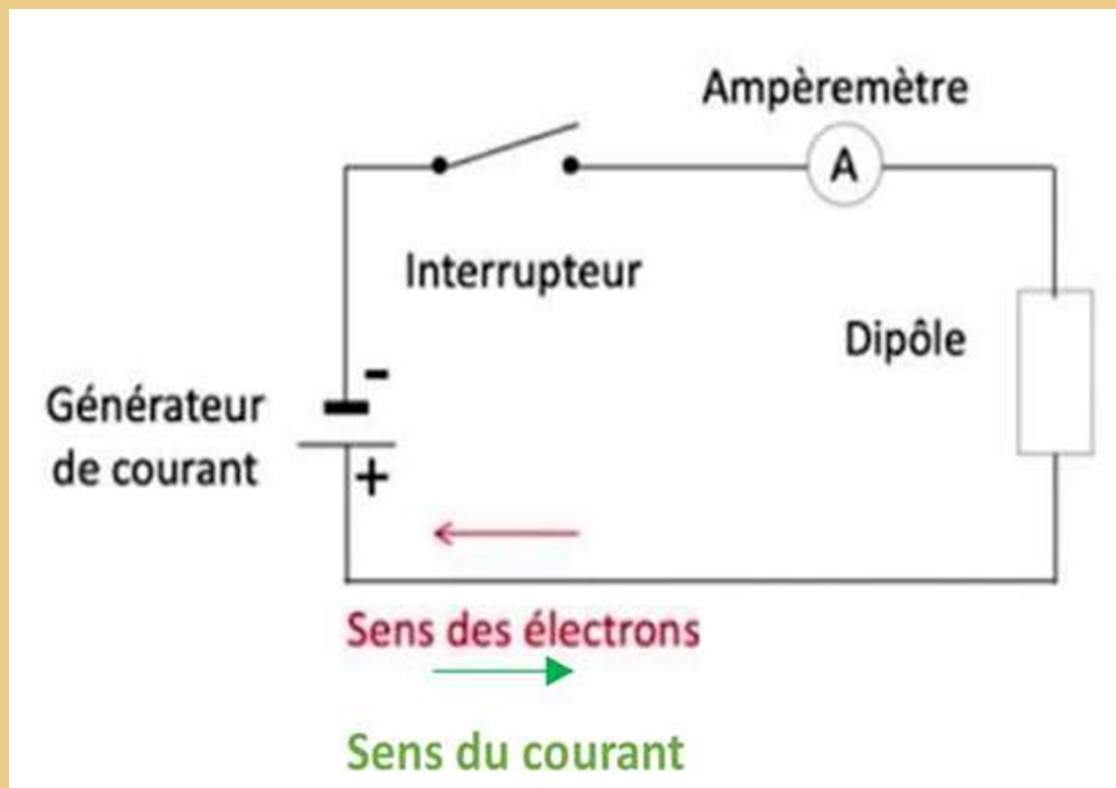 Ampèremètre
A
Interrupteur
Dipôle
-
Générateur
de courant
+
Sens des électrons
Sens du courant